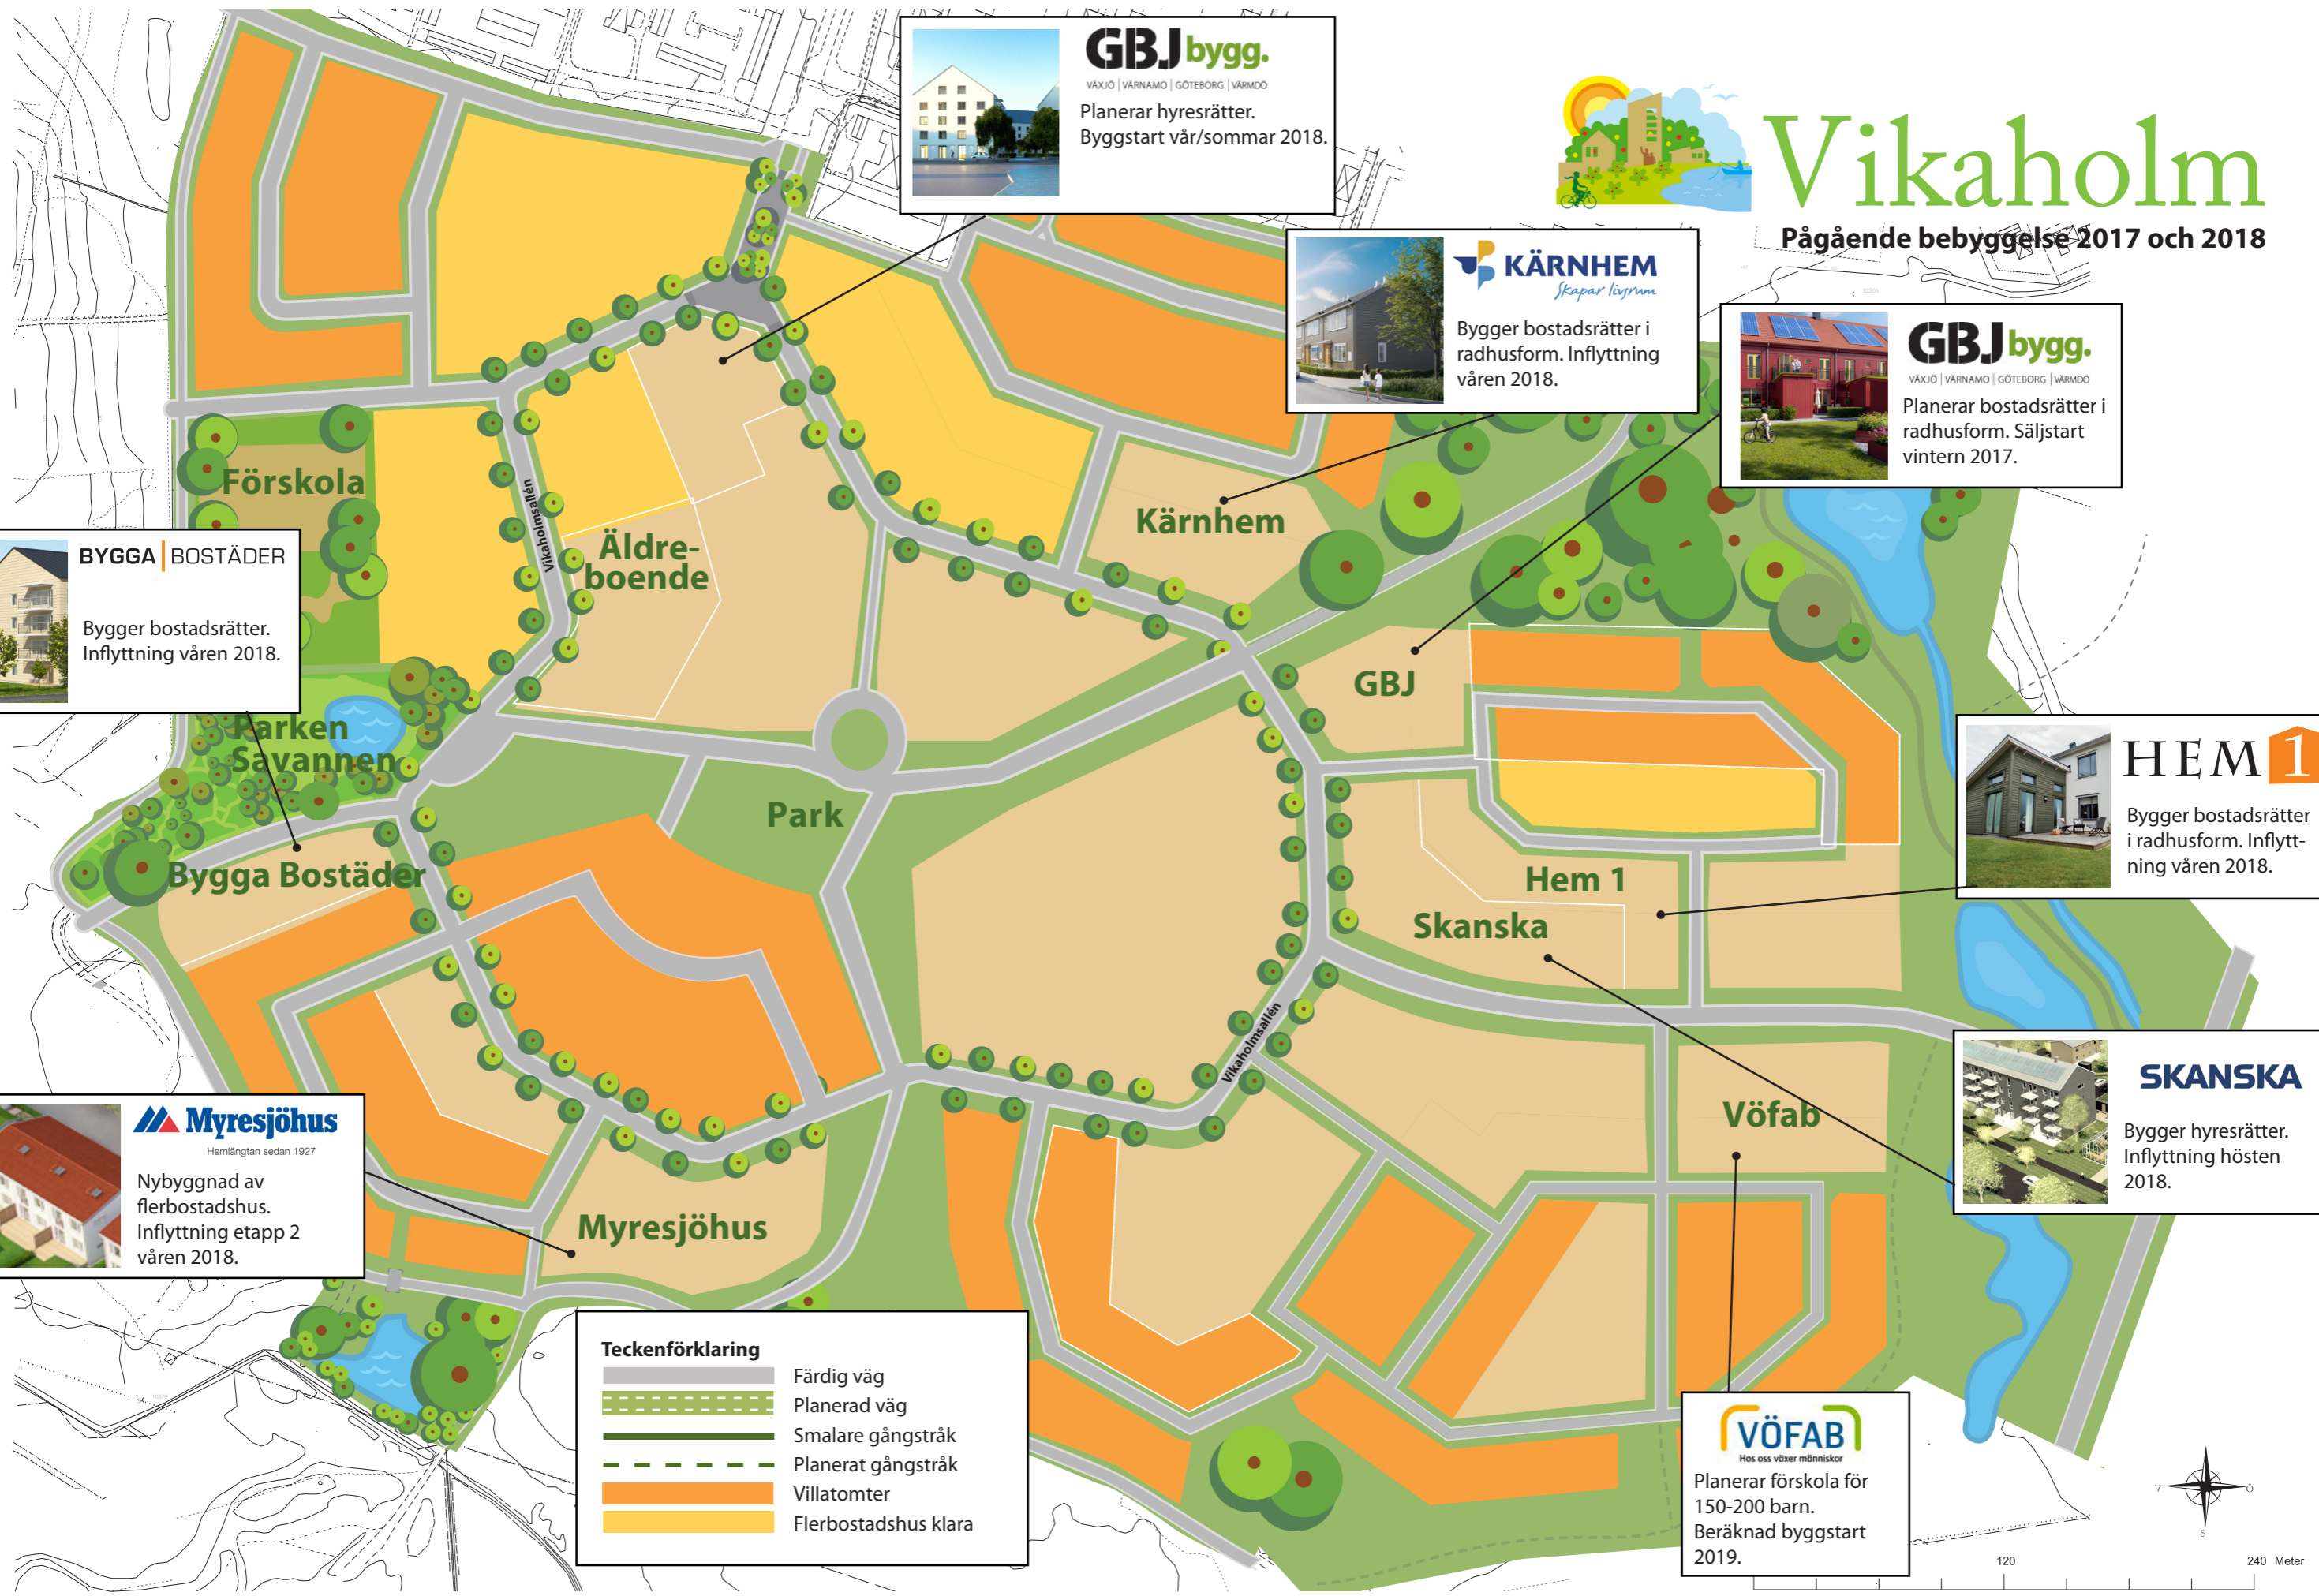 GBJ bygg.
VÄXJÖ | VÄRNAMO | GÖTEBORG | VÄRMDÖ
Planerar hyresrätter.
Byggstart vår/sommar 2018.
Vikaholm
Pågående bebyggelse 2017 och 2018
KÄRNHEM
Skapar livsrum
Bygger bostadsrätter i
radhusform. Inflyttning
våren 2018.
GBJ bygg.
VÄXJÖ | VÄRNAMO | GÖTEBORG | VÄRMDÖ
Planerar bostadsrätter i
radhusform. Säljstart
vintern 2017.
Förskola
Vikaholmsallén
Äldre-
boende
Kärnhem
BYGGA BOSTÄDER
Bygger bostadsrätter.
Inflyttning våren 2018.
GBJ
Parken
Savannen
Park
HEM 1
Bygger bostadsrätter
i radhusform. Inflytt-
ning våren 2018.
Bygga Bostäder
Hem 1
Skanska
Vikaholmsallén
SKANSKA
Bygger hyresrätter.
Inflyttning hösten
2018.
Vöfab
Myresjöhus
Hemlängtan sedan 1927
Nybyggnad av
flerbostadshus.
Inflyttning etapp 2
våren 2018.
Myresjöhus
Teckenförklaring
Färdig väg
Planerad väg
Smalare gångstråk
Planerat gångstråk
Villatomter
Flerbostadshus klara
VÖFAB
Hos oss växer människor
Planerar förskola för
150-200 barn.
Beräknad byggstart
2019.
V
Ö
S
120
240 Meter